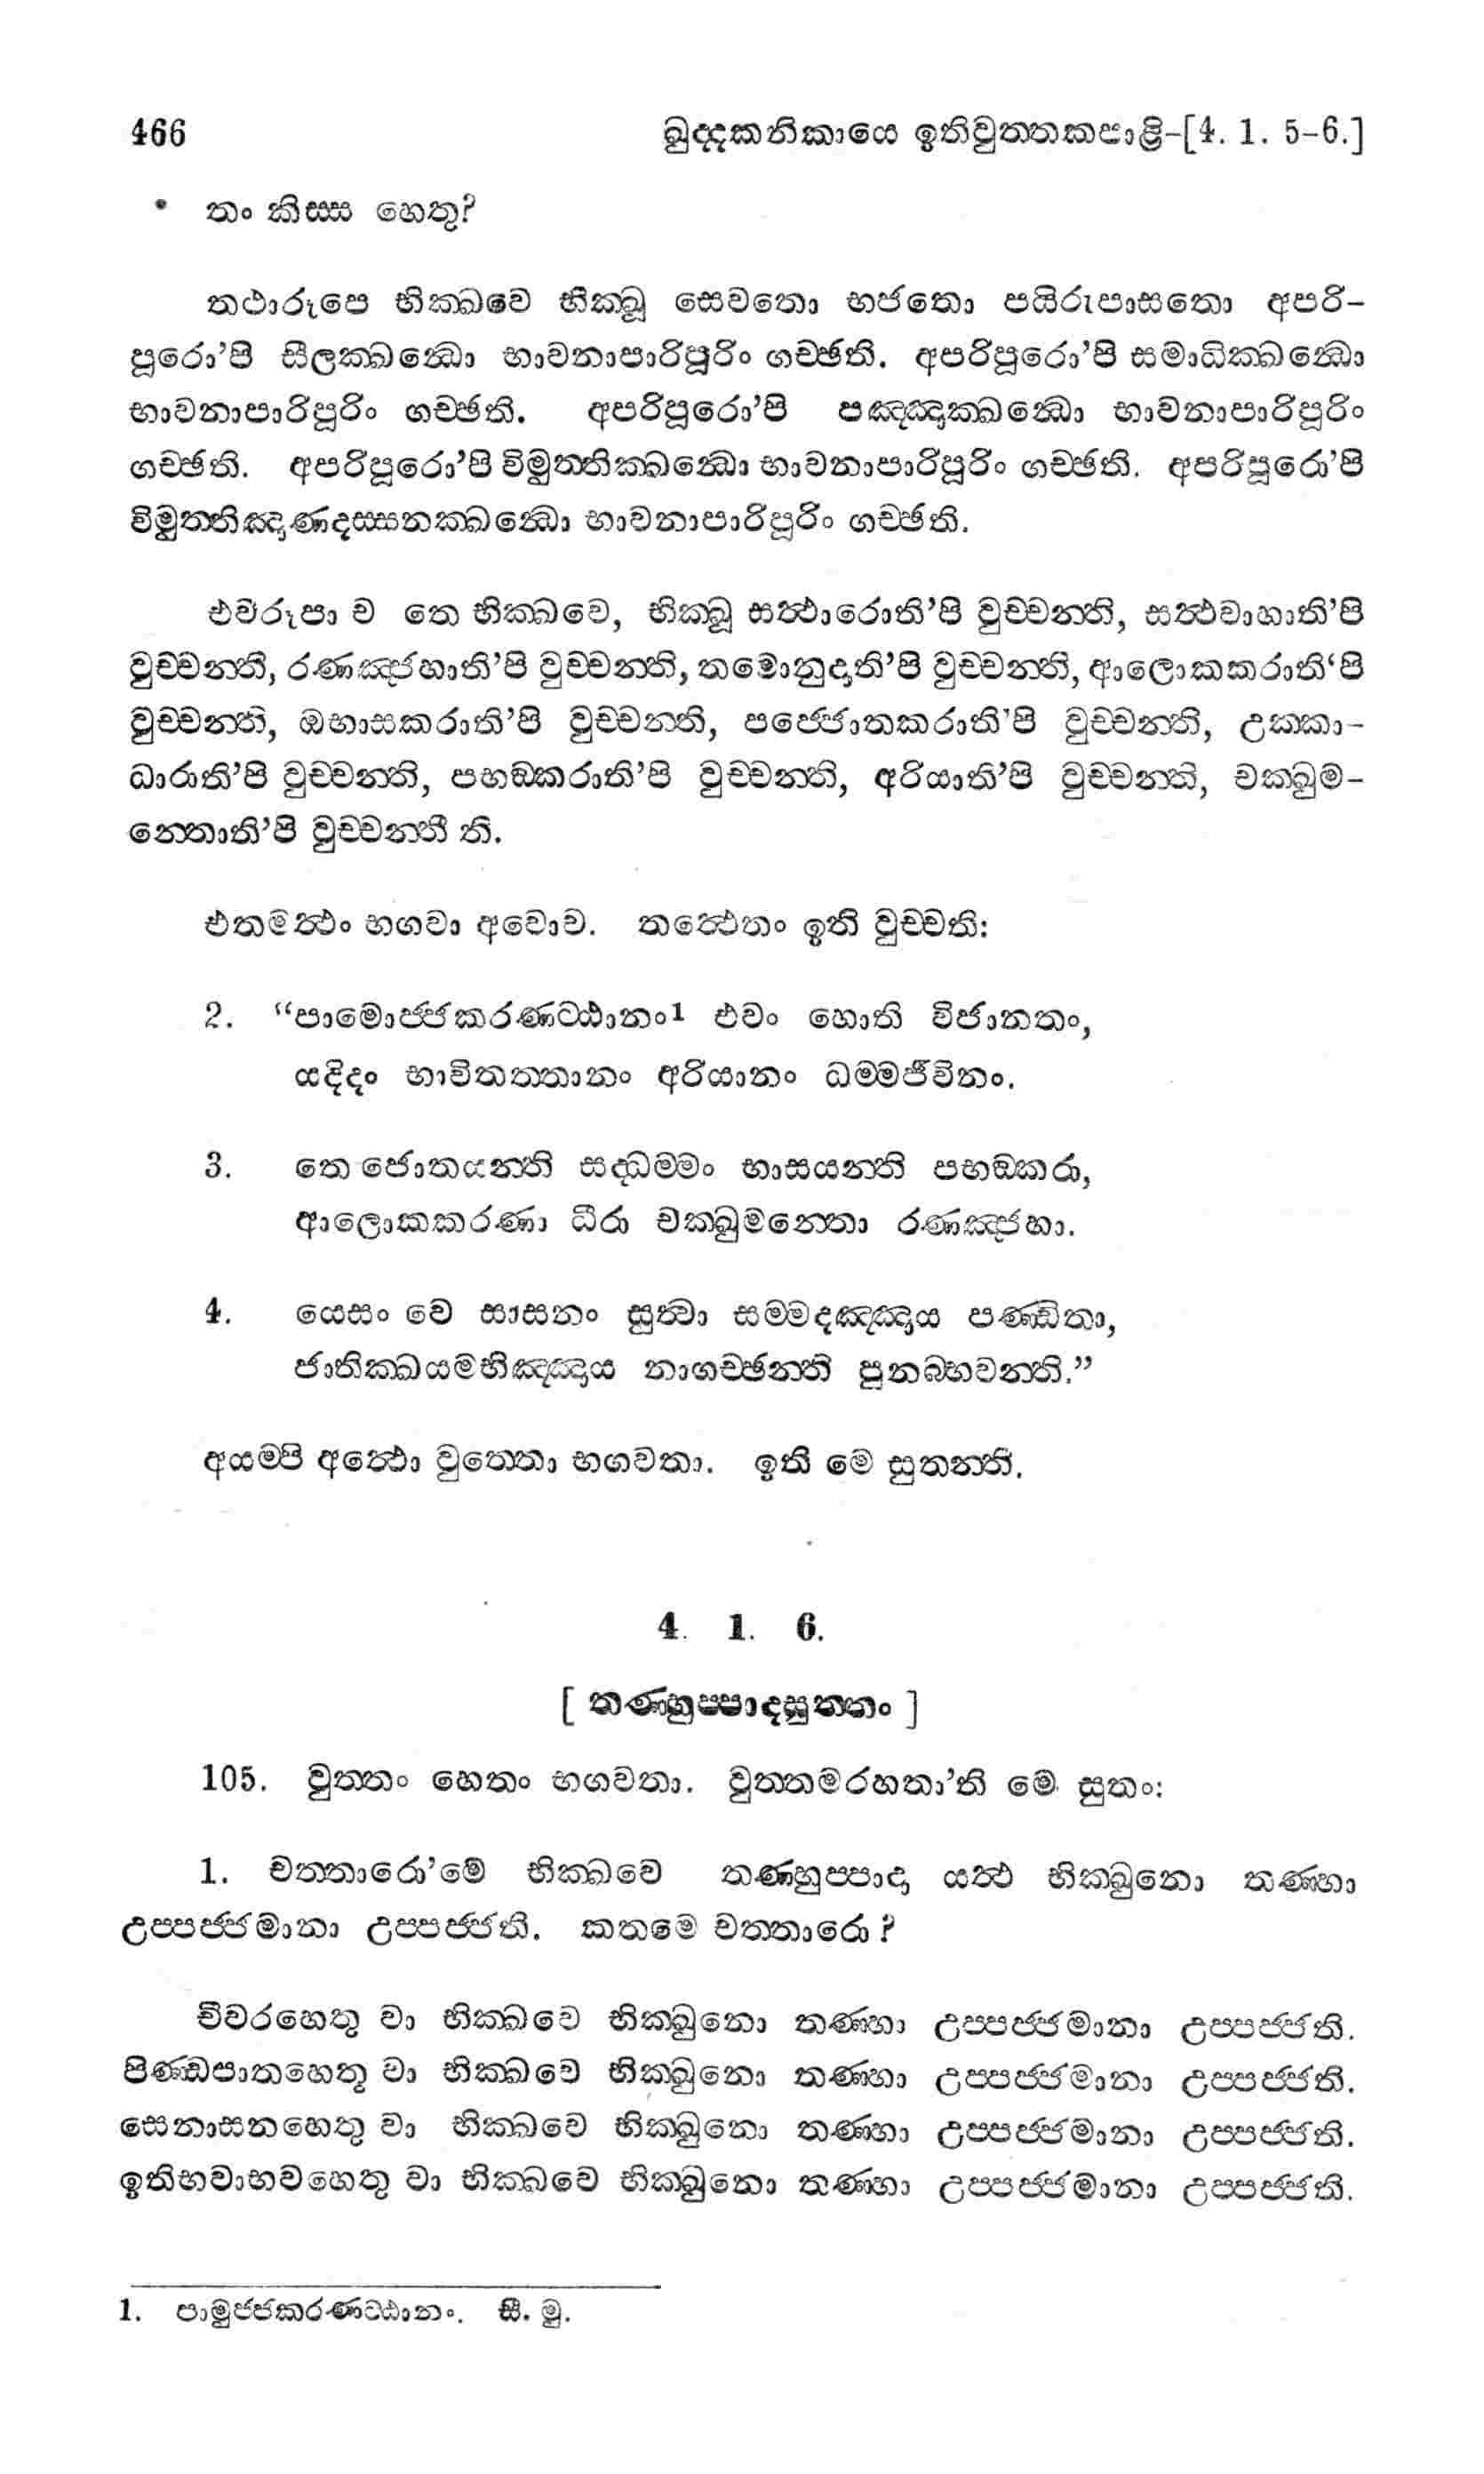 466 ඛුද්දකනිකායෙ ඉතිවුත්තකපාළි-[4. 1. 5-6.]
තං කිස්ස හෙතු?
තථාරූපෙ භික්ඛවෙ භික්ඛූ සෙවතො භජතො පයිරුපාසතො අපරි-
පූරො’පි සීලක්ඛන්ධො භාවනාපාරිපූරිං ගච්ඡති. අපරිපූරො’පි සමාධික්ඛන්ධො
භාවනාපාරිපූරිං ගච්ඡති. අපරිපූරො’පි පඤ්ඤාක්ඛන්ධො භාවනාපාරිපූරිං
ගච්ඡති. අපරිපූරො’පි විමුත්තික්ඛන්ධො භාවනාපාරිපූරිං ගච්ඡති. අපරිපූරො’පි
විමුත්තිඤාණදස්සනක්ඛන්ධො භාවනාපාරිපූරිං ගච්ඡති.
එවරූපා ච තෙ භික්ඛවෙ, භික්ඛූ සත්ථාරොති’පි වුච්චන්ති, සත්ථවාහාති’පි
වුච්චන්ති, රණඤ්ජහාති’පි වුච්චන්ති, තමොනුදාති’පි වුච්චන්ති, ආලොකකරාති‘පි
වුච්චන්ති, ඔභාසකරාති’පි වුච්චන්ති, පජ්ජොතකරාති’පි වුච්චන්ති, උක්කා-
ධාරාති’පි වුච්චන්ති, පභඞ්කරාති’පි වුච්චන්ති, අරියාති’පි වුච්චන්ති, චක්ඛුම-
න්තොති’පි වුච්චන්තී ති.
එතමත්ථං භගවා අවොච. තත්ථෙතං ඉති වුච්චති:
2. “පාමොජ්ජකරණට්ඨානං1 එවං හොති විජානතං,
යදිදං භාවිතත්තානං අරියානං ධම්මජීවිනං.
3. තෙ ජොතයන්ති සද්ධම්මං භාසයන්ති පභඞ්කරා,
ආලොකකරණා ධීරා චක්ඛුමන්තො රණඤ්ජහා.
4. යෙසං වෙ සාසනං සුත්වා සම්මදඤ්ඤාය පණ්ඩිතා,
ජාතික්ඛයමභිඤ්ඤාය නාගච්ඡන්ති පුනබ්භවන්ති.”
අයම්පි අත්ථො වුත්තො භගවතා. ඉති මෙ සුතන්ති.
4. 1. 6.
[ තණ්හුප්පාදසුත්තං ]
105. වුත්තං හෙතං භගවතා. වුත්තමරහතා’ති මෙ සුතං:
1. චත්තාරො’මේ භික්ඛවෙ තණ්හුප්පාදා යත්ථ භික්ඛුනො තණ්හා
උප්පජ්ජමානා උප්පජ්ජති. කතමෙ චත්තාරො?
චීවරහෙතු වා භික්ඛවෙ භික්ඛුනො තණ්හා උප්පජ්ජමානා උප්පජ්ජති.
පිණ්ඩපාතහෙතු වා භික්ඛවෙ භික්ඛුනො තණ්හා උප්පජ්ජමානා උප්පජ්ජති.
සෙනාසනහෙතු වා භික්ඛවෙ භික්ඛුනො තණ්හා උප්පජ්ජමානා උප්පජ්ජති.
ඉතිභවාභවහෙතු වා භික්ඛවෙ භික්ඛුනො තණ්හා උප්පජ්ජමානා උප්පජ්ජති.
1. පාමුජ්ජකරණට්ඨානං. සී. මු.